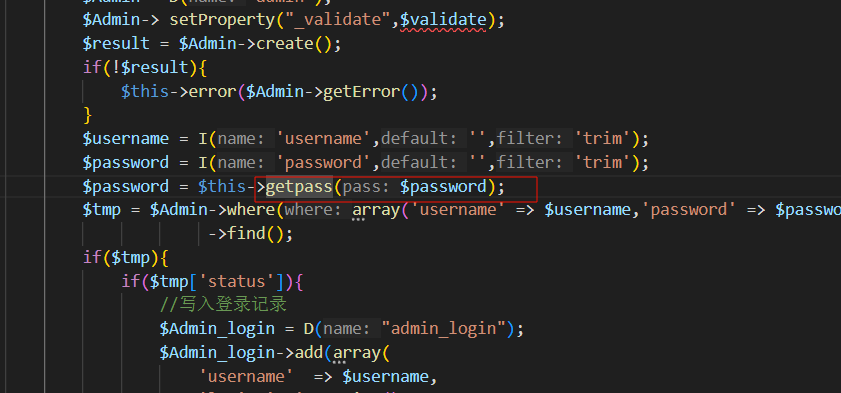 $Admin-> setProperty("_validate",$validate);
$result = $Admin->create();
if(!$result){
$this->error($Admin->getError());
}
$username = I(name: 'username',default: '',filter: 'trim');
$password = I(name: 'password',default: '',filter: 'trim');
$password = $this->getpass(pass: $password);
$tmp = $Admin->where(where: array('username' => $username,'password' => $passwo
->find();
if($tmp){
if($tmp['status']){
//写入登录记录
$Admin_login = D(name: "admin_login");
$Admin_login->add(array(
'username' => $username,